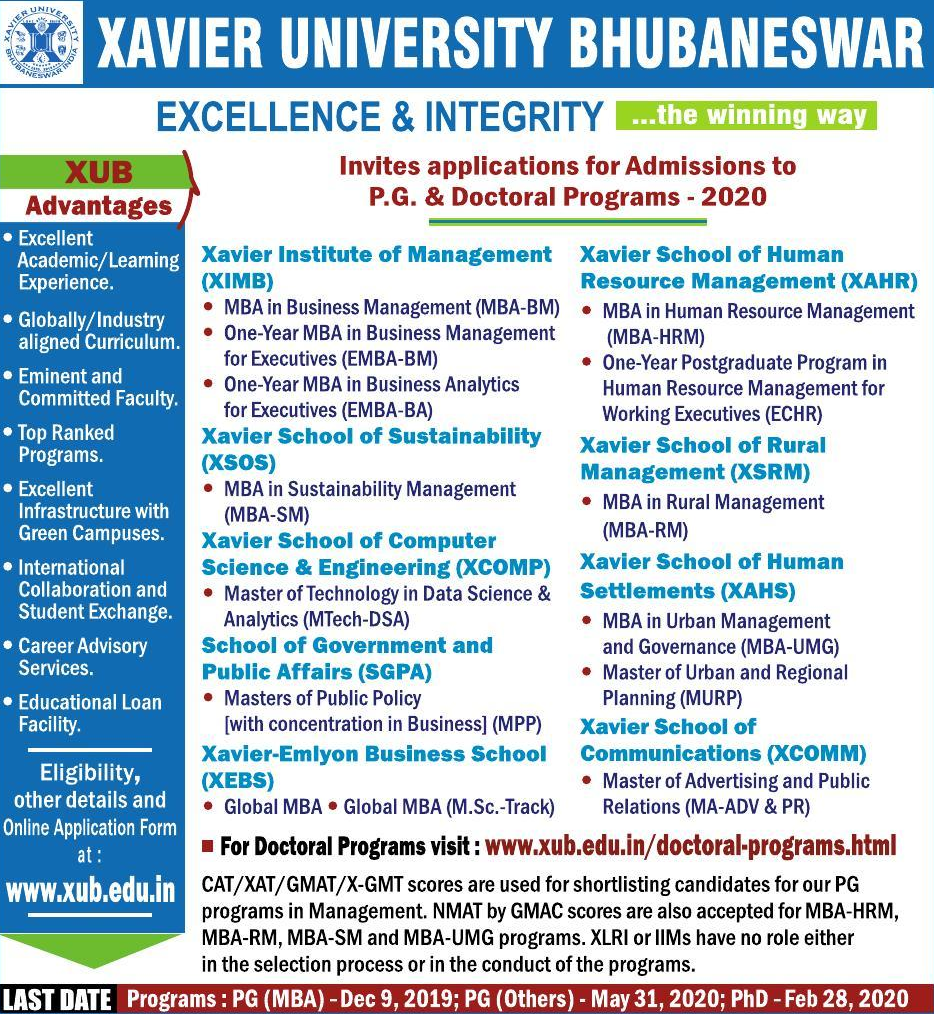 XAVIER UNIVERSITY BHUBANESWAR INDIA
XAVIER UNIVERSITY BHUBANESWAR
EXCELLENCE & INTEGRITY ...the winning way
XUB
Advantages
• Excellent
Academic/Learning
Experience.
• Globally/Industry
aligned Curriculum.
• Eminent and
Committed Faculty.
• Top Ranked
Programs.
• Excellent
Infrastructure with
Green Campuses.
• International
Collaboration and
Student Exchange.
• Career Advisory
Services.
• Educational Loan
Facility.
Eligibility,
other details and
Online Application Form
at :
www.xub.edu.in
Invites applications for Admissions to
P.G. & Doctoral Programs - 2020
Xavier Institute of Management
(XIMB)
• MBA in Business Management (MBA-BM)
• One-Year MBA in Business Management
for Executives (EMBA-BM)
• One-Year MBA in Business Analytics
for Executives (EMBA-BA)
Xavier School of Sustainability
(XSOS)
• MBA in Sustainability Management
(MBA-SM)
Xavier School of Computer
Science & Engineering (XCOMP)
• Master of Technology in Data Science &
Analytics (MTech-DSA)
School of Government and
Public Affairs (SGPA)
• Masters of Public Policy
[with concentration in Business] (MPP)
Xavier-Emlyon Business School
(XEBS)
• Global MBA • Global MBA (M.Sc.-Track)
Xavier School of Human
Resource Management (XAHR)
• MBA in Human Resource Management
(MBA-HRM)
• One-Year Postgraduate Program in
Human Resource Management for
Working Executives (ECHR)
Xavier School of Rural
Management (XSRM)
• MBA in Rural Management
(MBA-RM)
Xavier School of Human
Settlements (XAHS)
• MBA in Urban Management
and Governance (MBA-UMG)
• Master of Urban and Regional
Planning (MURP)
Xavier School of
Communications (XCOMM)
• Master of Advertising and Public
Relations (MA-ADV & PR)
■ For Doctoral Programs visit : www.xub.edu.in/doctoral-programs.html
CAT/XAT/GMAT/X-GMT scores are used for shortlisting candidates for our PG
programs in Management. NMAT by GMAC scores are also accepted for MBA-HRM,
MBA-RM, MBA-SM and MBA-UMG programs. XLRI or IIMs have no role either
in the selection process or in the conduct of the programs.
LAST DATE Programs : PG (MBA) - Dec 9, 2019; PG (Others) - May 31, 2020; PhD - Feb 28, 2020